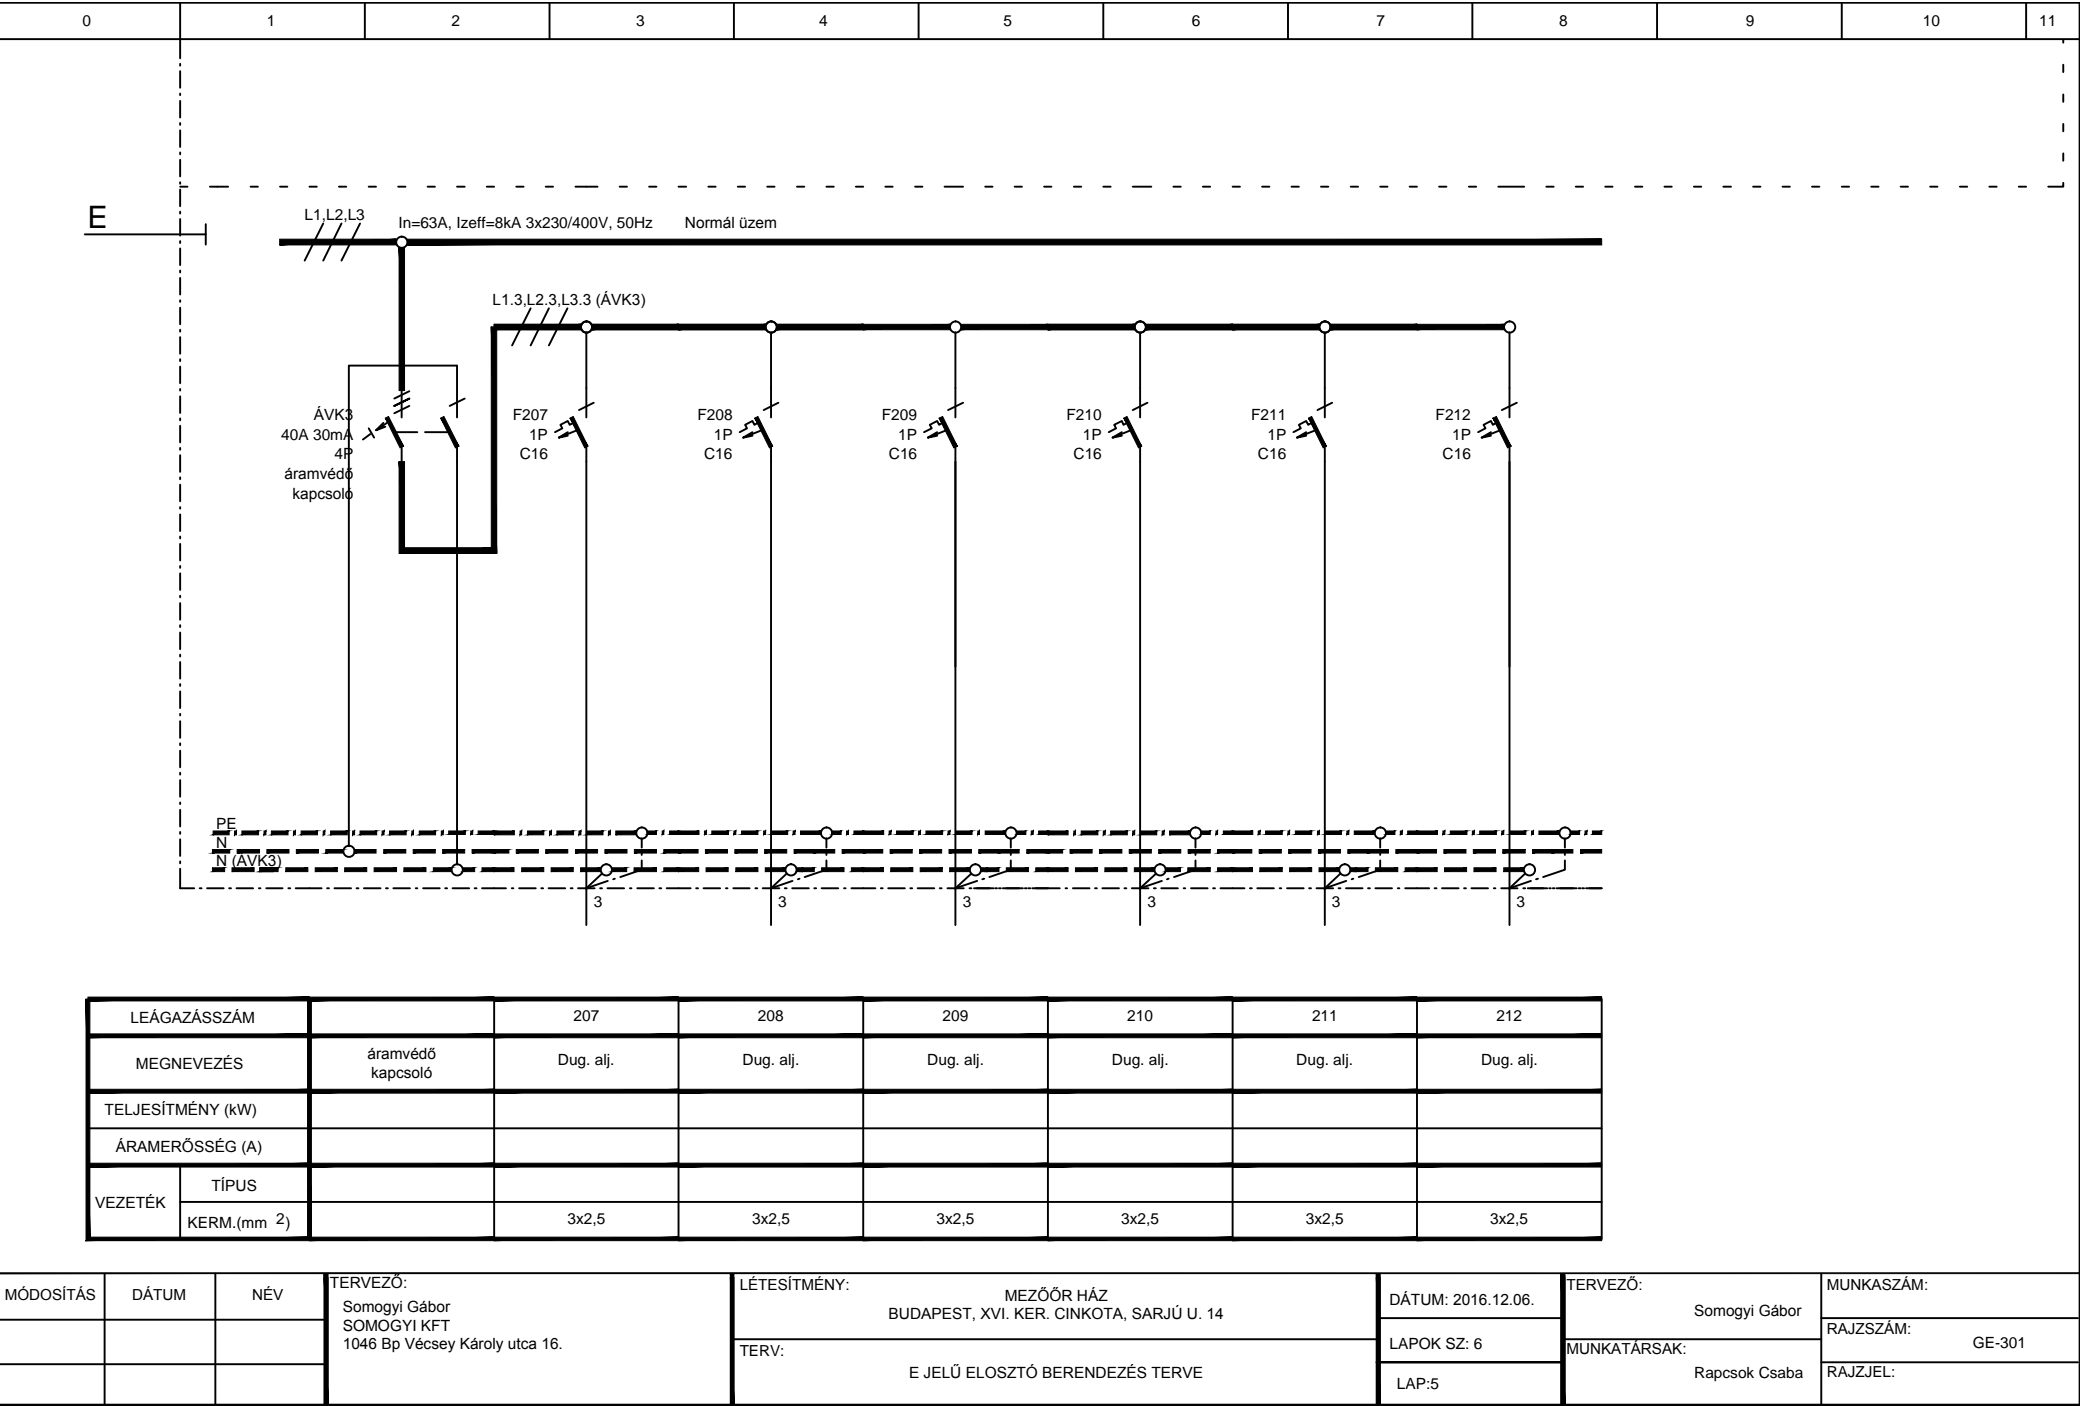 0 1 2 3 4 5 6 7 8 9 10 11
E
L1,L2,L3
In=63A, Izeff=8kA 3x230/400V, 50Hz Normál üzem
L1.3,L2.3,L3.3 (ÁVK3)
ÁVK3
40A 30mA
4P
áramvédő
kapcsoló
F207
1P
C16
F208
1P
C16
F209
1P
C16
F210
1P
C16
F211
1P
C16
F212
1P
C16
PE
N
N (ÁVK3)
3 3 3 3 3 3
LEÁGAZÁSSZÁM 207 208 209 210 211 212
MEGNEVEZÉS áramvédő kapcsoló Dug. alj. Dug. alj. Dug. alj. Dug. alj. Dug. alj. Dug. alj.
TELJESÍTMÉNY (kW)
ÁRAMERŐSSÉG (A)
VEZETÉK
TÍPUS
KERM.(mm 2) 3x2,5 3x2,5 3x2,5 3x2,5 3x2,5 3x2,5
MÓDOSÍTÁS DÁTUM NÉV
TERVEZŐ:
Somogyi Gábor
SOMOGYI KFT
1046 Bp Vécsey Károly utca 16.
LÉTESÍTMÉNY:
MEZŐŐR HÁZ
BUDAPEST, XVI. KER. CINKOTA, SARJÚ U. 14
TERV:
E JELŰ ELOSZTÓ BERENDEZÉS TERVE
DÁTUM: 2016.12.06.
LAPOK SZ: 6
LAP:5
TERVEZŐ:
Somogyi Gábor
MUNKATÁRSAK:
Rapcsok Csaba
MUNKASZÁM:
RAJZSZÁM:
GE-301
RAJZJEL: